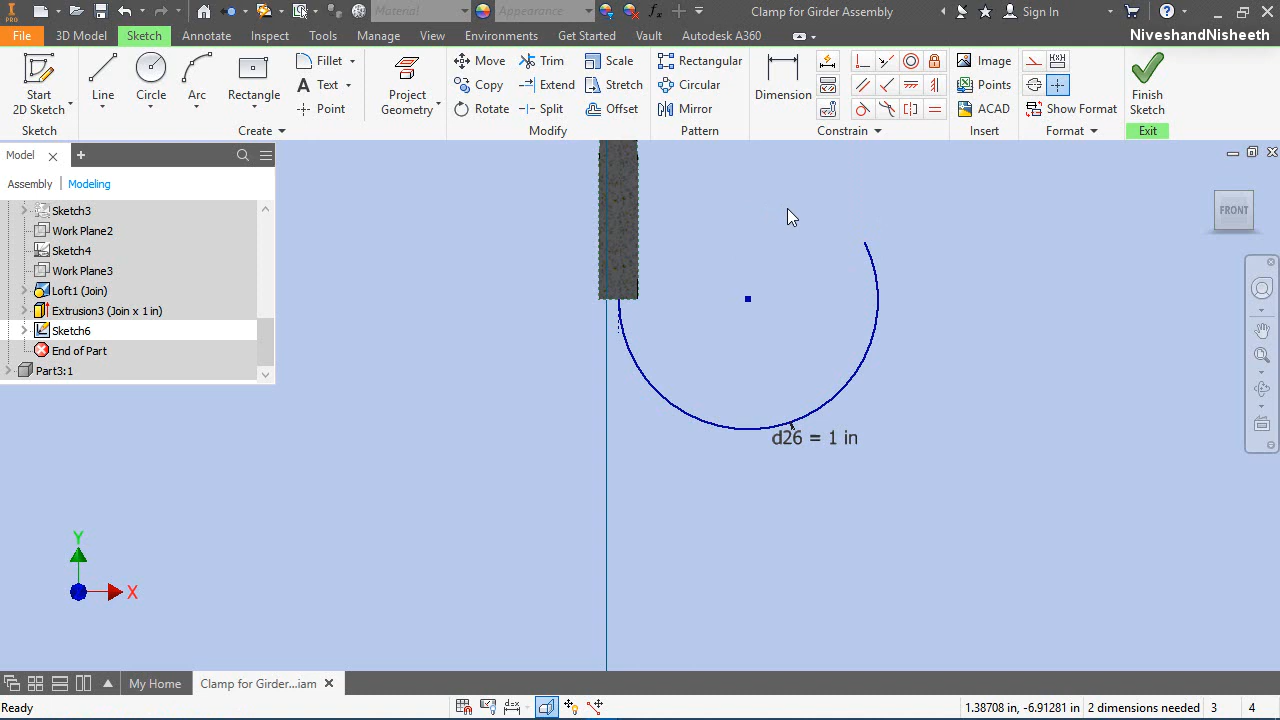 PRO
Material
Appearance
Clamp for Girder Assembly
Sign In
File
3D Model
Sketch
Annotate
Inspect
Tools
Manage
View
Environments
Get Started
Vault
Autodesk A360
NiveshandNisheeth
Start
2D Sketch
Line
Circle
Arc
Rectangle
Fillet
Text
Point
Project
Geometry
Move
Copy
Rotate
Trim
Extend
Split
Scale
Stretch
Offset
Rectangular
Circular
Mirror
Dimension
Image
Points
ACAD
Show Format
Finish
Sketch
Sketch
Create
Modify
Pattern
Constrain
Insert
Format
Exit
Model
Assembly
Modeling
Sketch3
Work Plane2
Sketch4
Work Plane3
Loft1 (Join)
Extrusion3 (Join x 1 in)
Sketch6
End of Part
Part3:1
FRONT
d26 = 1 in
Y
X
My Home
Clamp for Girder...iam
Ready
1.38708 in, -6.91281 in
2 dimensions needed
3
4